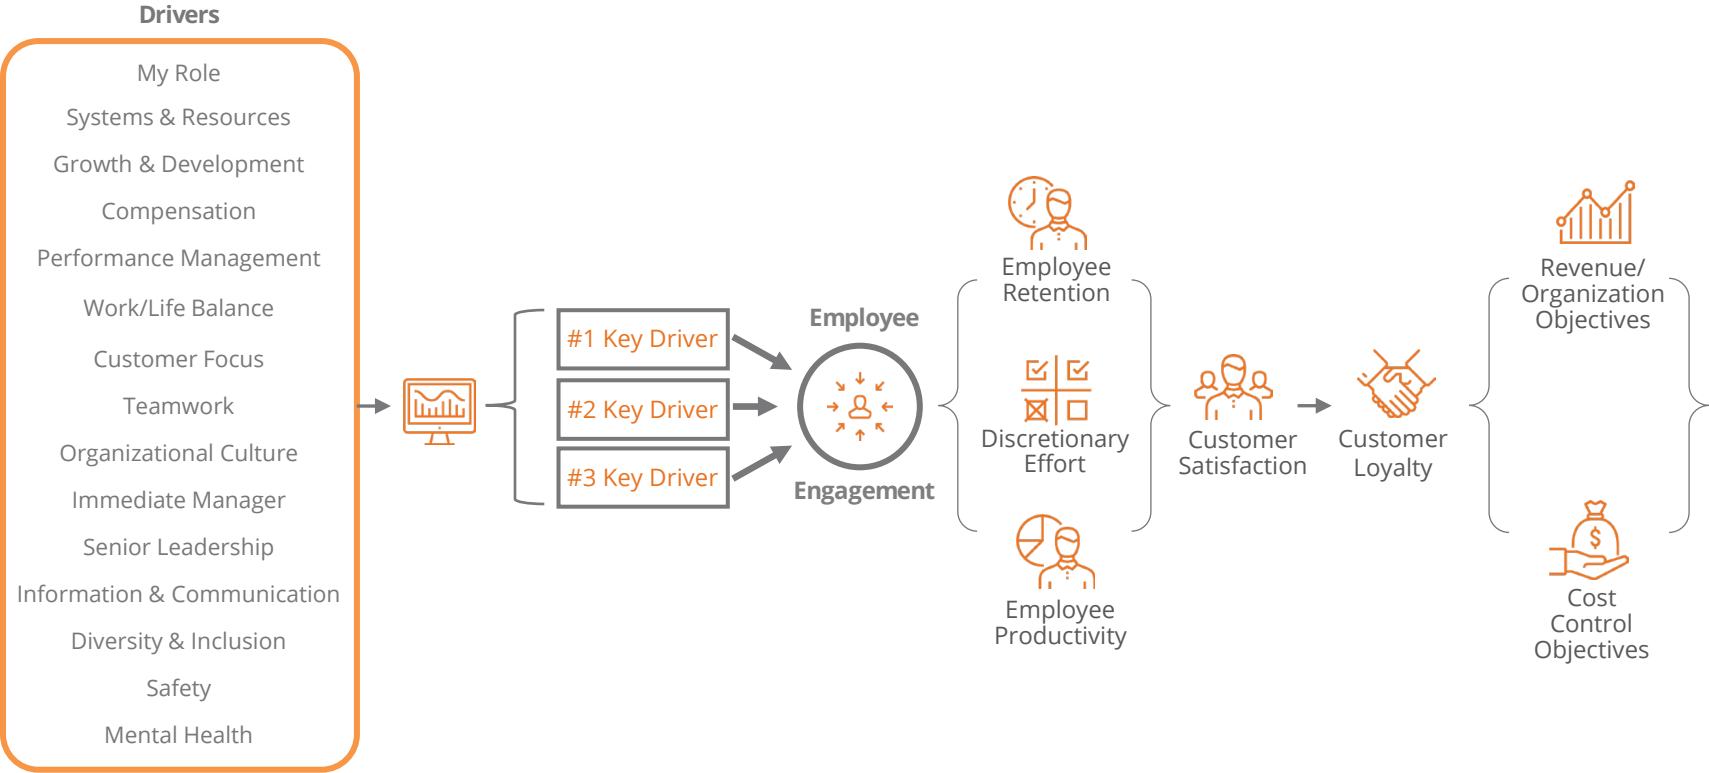 Drivers
My Role
Systems & Resources
Growth & Development
Compensation
Performance Management
Work/Life Balance
Customer Focus
Teamwork
Organizational Culture
Immediate Manager
Senior Leadership
Information & Communication
Diversity & Inclusion
Safety
Mental Health
#1 Key Driver
#2 Key Driver
#3 Key Driver
Employee
Engagement
Employee
Retention
Discretionary
Effort
Employee
Productivity
Customer
Satisfaction
Customer
Loyalty
Revenue/
Organization
Objectives
$
Cost
Control
Objectives